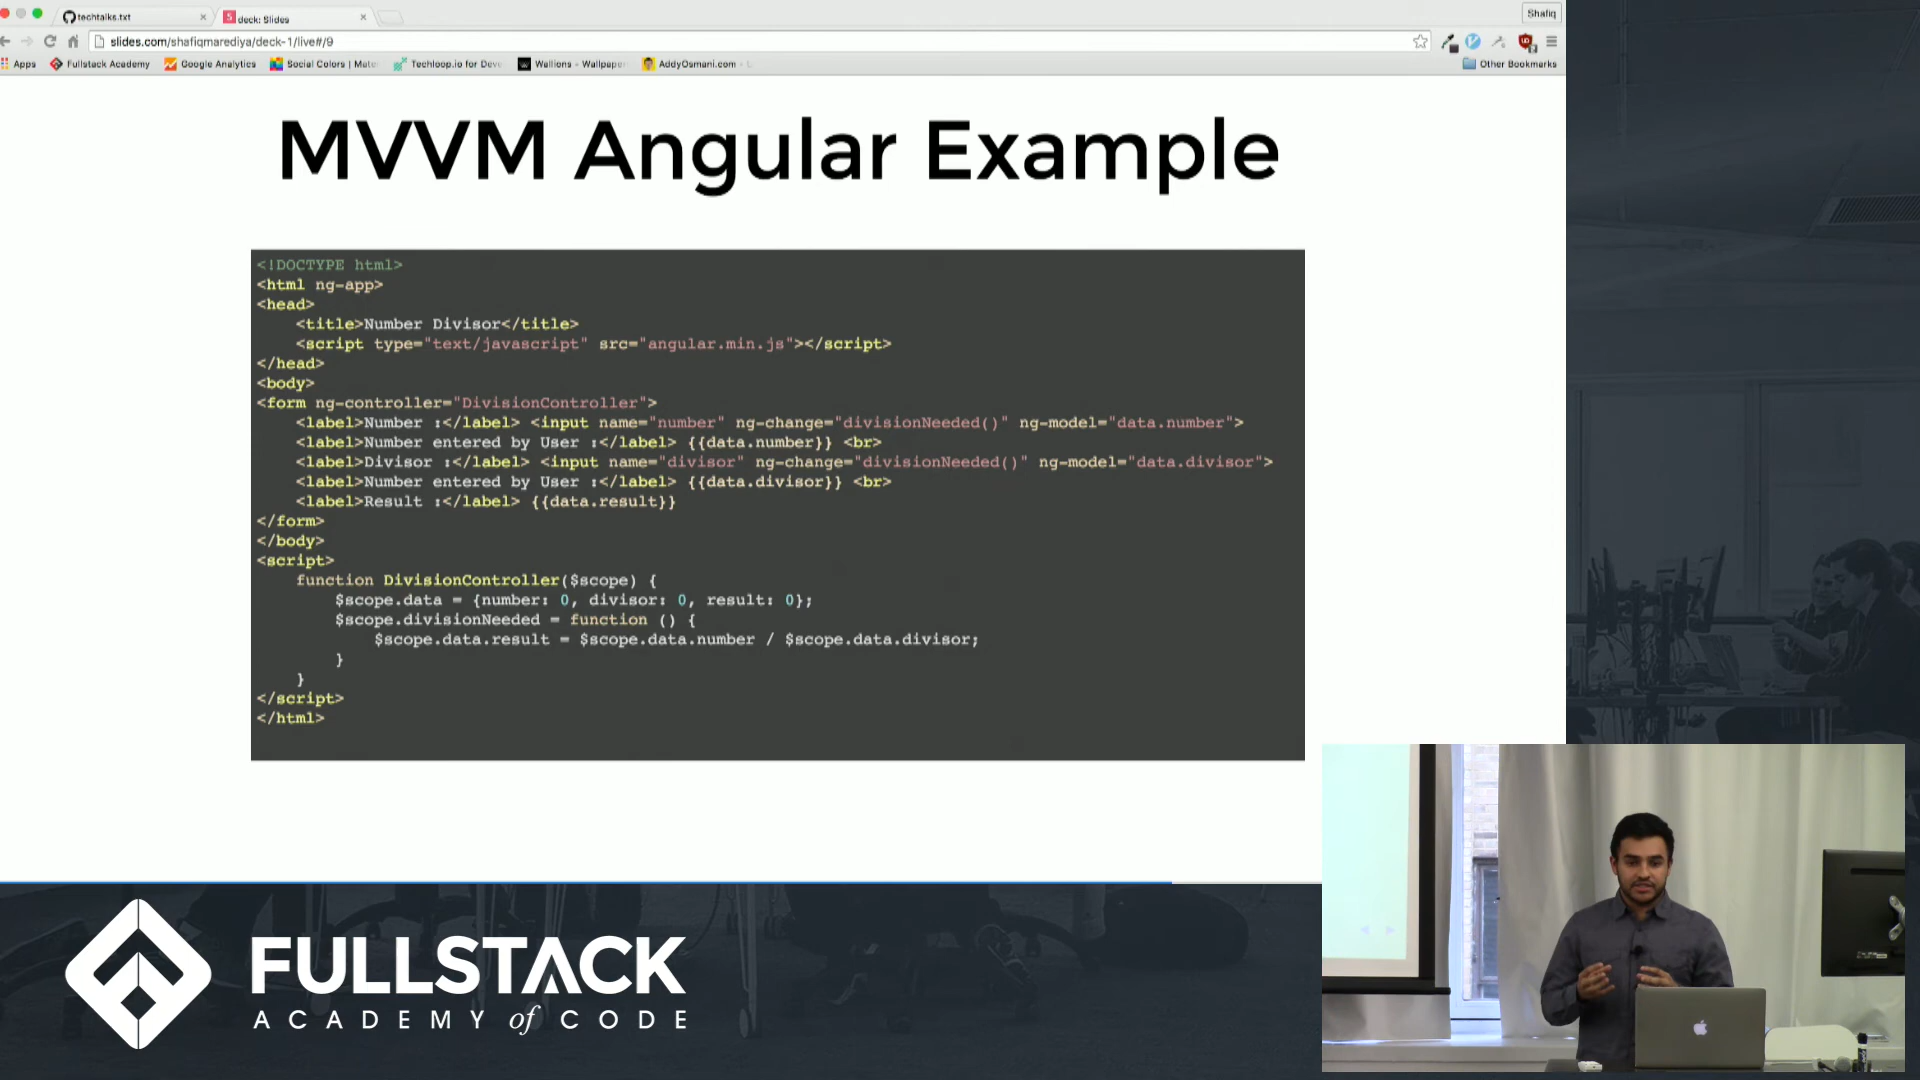 techtalks.txt
deck: Slides
Shafiq
slides.com/shafiqmarediya/deck-1/live#/9
Apps Fullstack Academy Google Analytics Social Colors | Mate Techloop.io for Dev Wallions - Wallpaper AddyOsmani.com - Other Bookmarks
MVVM Angular Example
<!DOCTYPE html>
<html ng-app>
<head>
<title>Number Divisor</title>
<script type="text/javascript" src="angular.min.js"></script>
</head>
<body>
<form ng-controller="DivisionController">
<label>Number :</label> <input name="number" ng-change="divisionNeeded()" ng-model="data.number">
<label>Number entered by User :</label> {{data.number}} <br>
<label>Divisor :</label> <input name="divisor" ng-change="divisionNeeded()" ng-model="data.divisor">
<label>Number entered by User :</label> {{data.divisor}} <br>
<label>Result :</label> {{data.result}}
</form>
</body>
<script>
function DivisionController($scope) {
$scope.data = {number: 0, divisor: 0, result: 0};
$scope.divisionNeeded = function () {
$scope.data.result = $scope.data.number / $scope.data.divisor;
}
}
</script>
</html>
FULLSTACK
ACADEMY of CODE